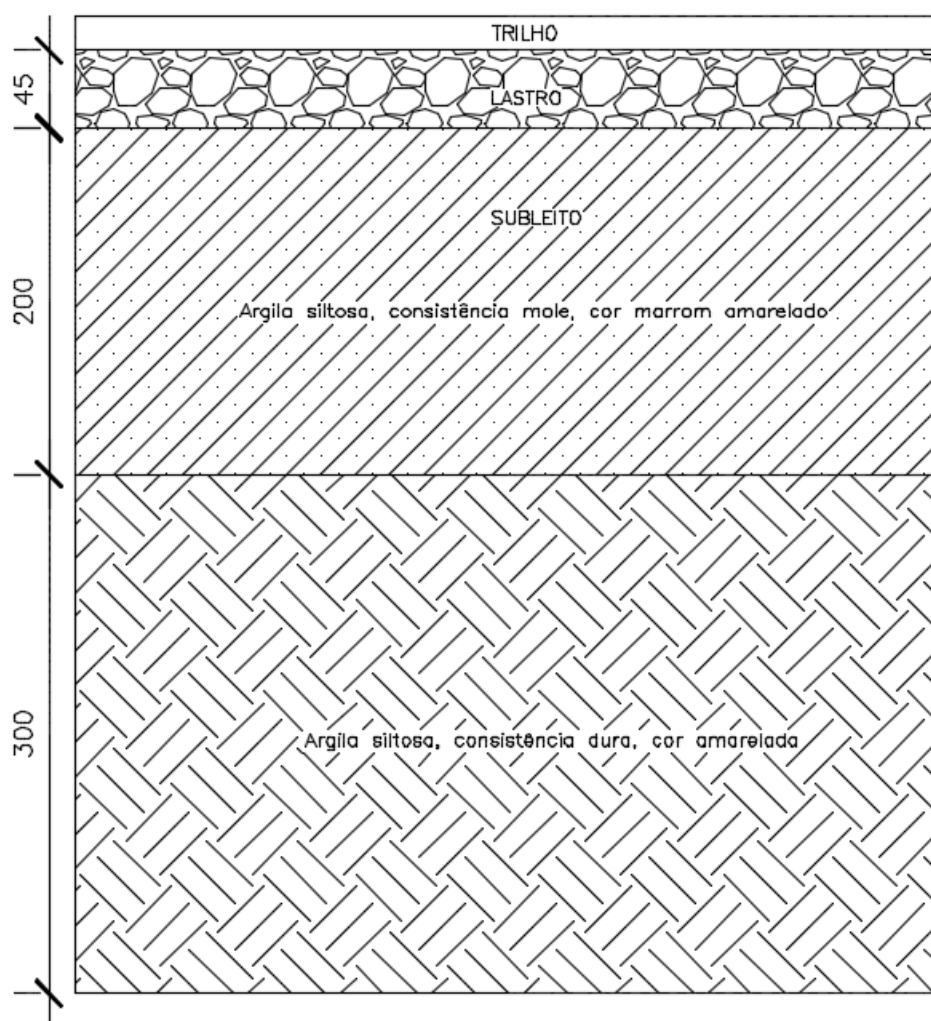 TRILHO
45
LASTRO
SUBLEITO
200
Argila siltosa, consistência mole, cor marrom amarelado
300
Argila siltosa, consistência dura, cor amarelada